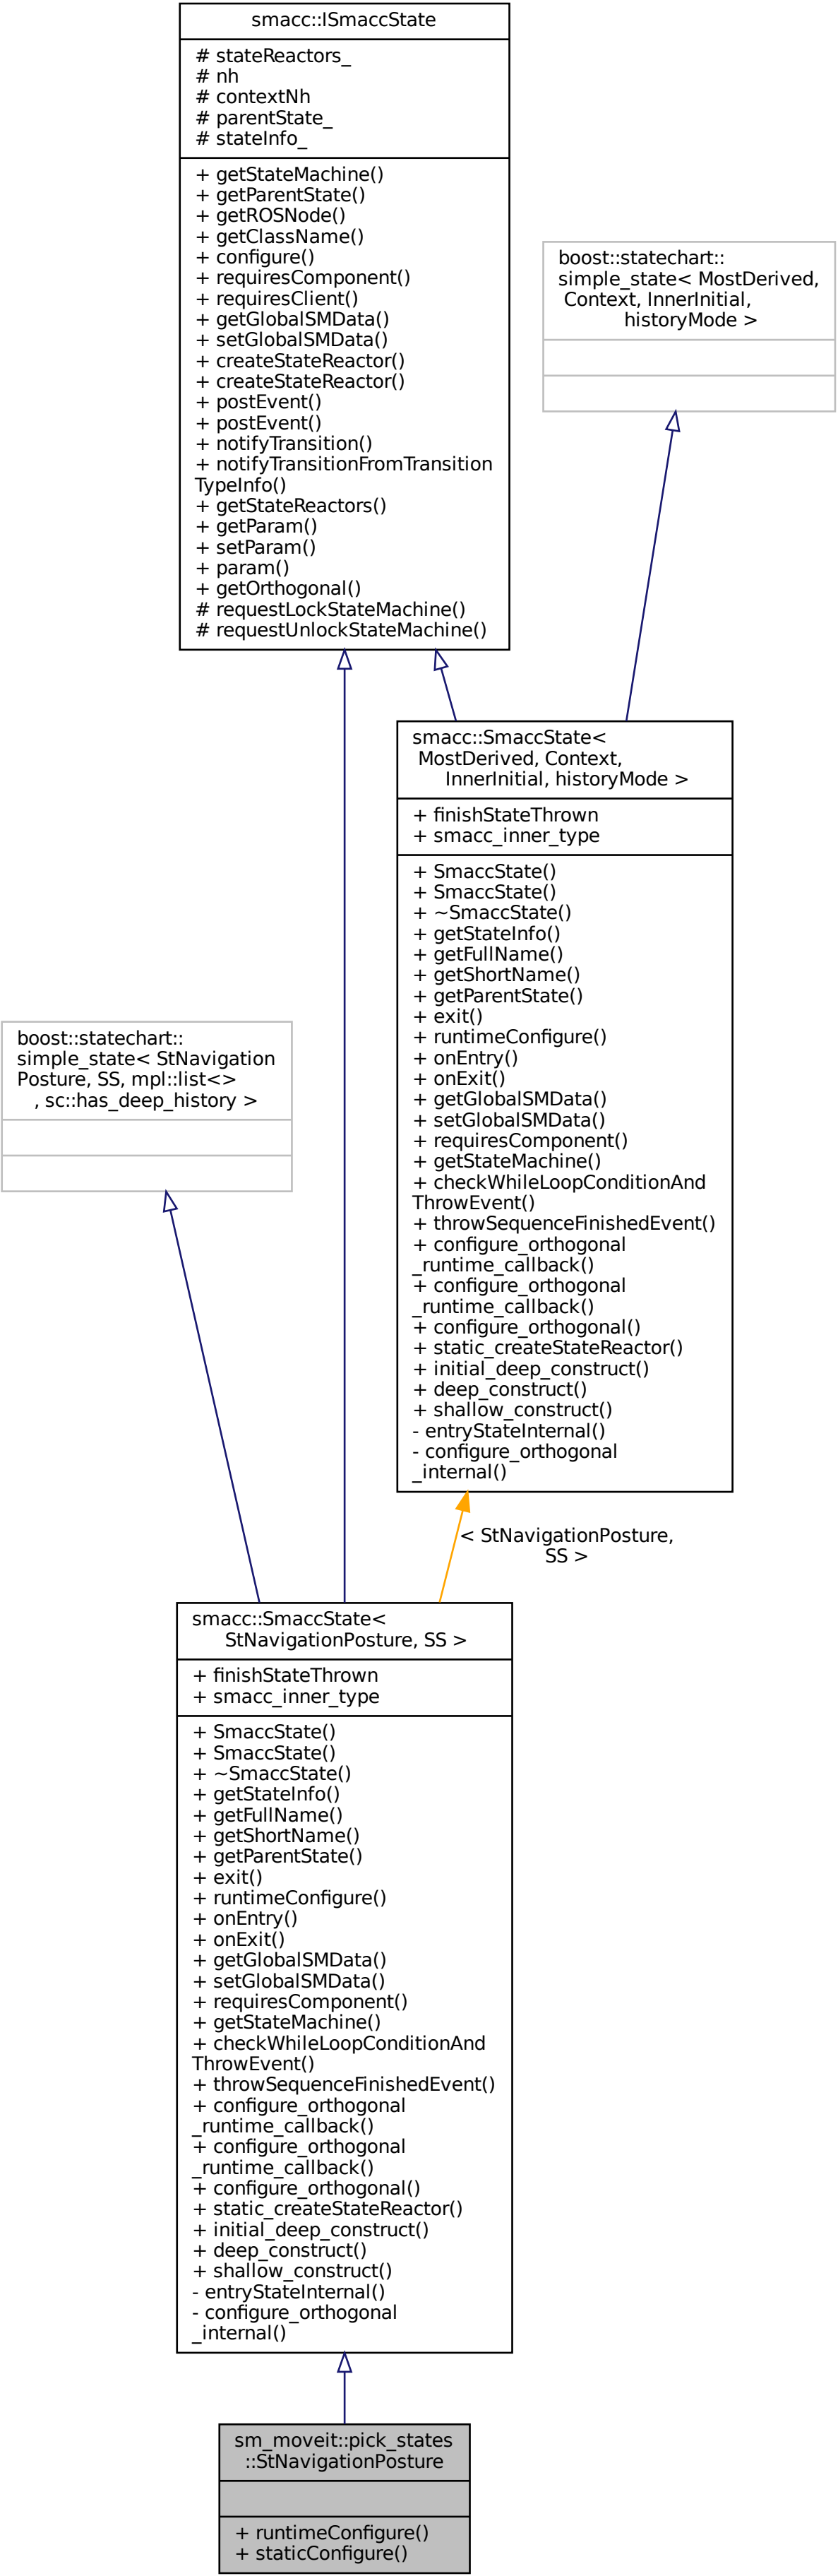 smacc::ISmaccState
# stateReactors_
# nh
# contextNh
# parentState_
# stateInfo_
+ getStateMachine()
+ getParentState()
+ getROSNode()
+ getClassName()
+ configure()
+ requiresComponent()
+ requiresClient()
+ getGlobalSMData()
+ setGlobalSMData()
+ createStateReactor()
+ createStateReactor()
+ postEvent()
+ postEvent()
+ notifyTransition()
+ notifyTransitionFromTransition
TypeInfo()
+ getStateReactors()
+ getParam()
+ setParam()
+ param()
+ getOrthogonal()
# requestLockStateMachine()
# requestUnlockStateMachine()
boost::statechart::
simple_state< MostDerived,
Context, InnerInitial,
historyMode >
smacc::SmaccState<
MostDerived, Context,
InnerInitial, historyMode >
+ finishStateThrown
+ smacc_inner_type
+ SmaccState()
+ SmaccState()
+ ~SmaccState()
+ getStateInfo()
+ getFullName()
+ getShortName()
+ getParentState()
+ exit()
+ runtimeConfigure()
+ onEntry()
+ onExit()
+ getGlobalSMData()
+ setGlobalSMData()
+ requiresComponent()
+ getStateMachine()
+ checkWhileLoopConditionAnd
ThrowEvent()
+ throwSequenceFinishedEvent()
+ configure_orthogonal
_runtime_callback()
+ configure_orthogonal
_runtime_callback()
+ configure_orthogonal()
+ static_createStateReactor()
+ initial_deep_construct()
+ deep_construct()
+ shallow_construct()
- entryStateInternal()
- configure_orthogonal
_internal()
boost::statechart::
simple_state< StNavigation
Posture, SS, mpl::list<>
, sc::has_deep_history >
< StNavigationPosture,
SS >
smacc::SmaccState<
StNavigationPosture, SS >
+ finishStateThrown
+ smacc_inner_type
+ SmaccState()
+ SmaccState()
+ ~SmaccState()
+ getStateInfo()
+ getFullName()
+ getShortName()
+ getParentState()
+ exit()
+ runtimeConfigure()
+ onEntry()
+ onExit()
+ getGlobalSMData()
+ setGlobalSMData()
+ requiresComponent()
+ getStateMachine()
+ checkWhileLoopConditionAnd
ThrowEvent()
+ throwSequenceFinishedEvent()
+ configure_orthogonal
_runtime_callback()
+ configure_orthogonal
_runtime_callback()
+ configure_orthogonal()
+ static_createStateReactor()
+ initial_deep_construct()
+ deep_construct()
+ shallow_construct()
- entryStateInternal()
- configure_orthogonal
_internal()
sm_moveit::pick_states
::StNavigationPosture
+ runtimeConfigure()
+ staticConfigure()